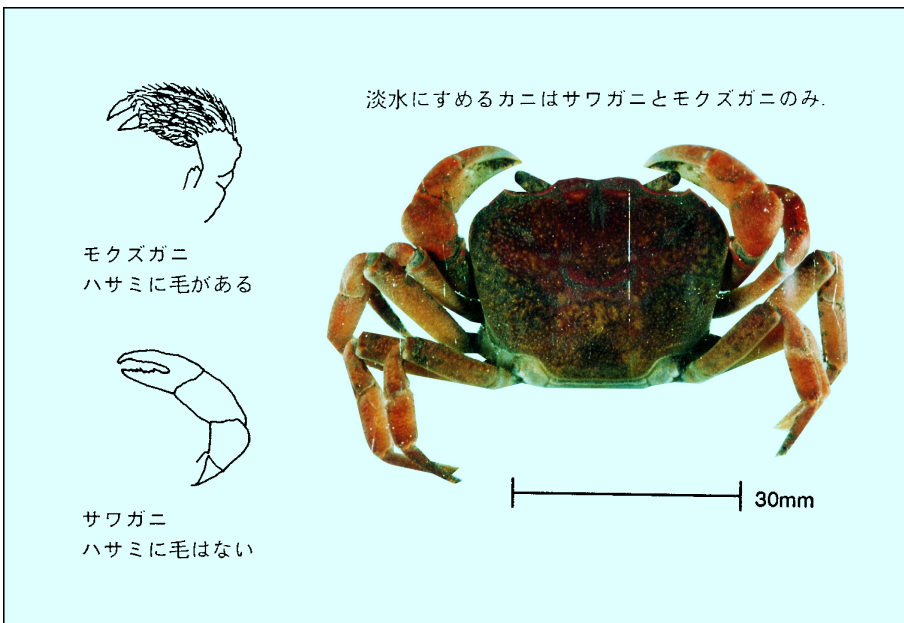 淡水にすめるカニはサワガニとモクズガニのみ.
モクズガニ
ハサミに毛がある
サワガニ
ハサミに毛はない
30mm